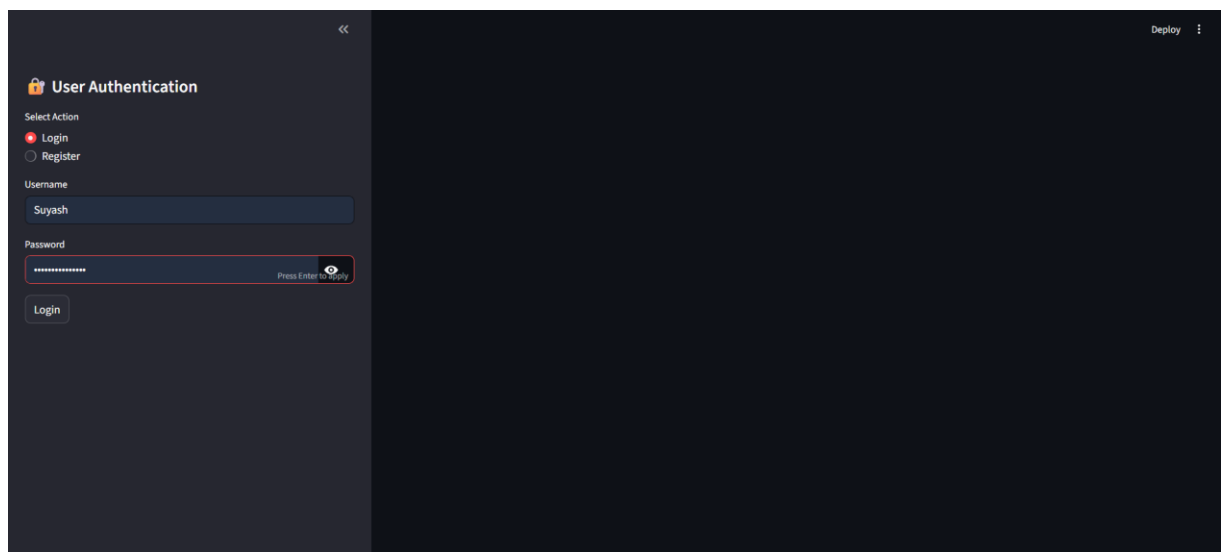 Deploy
User Authentication
Select Action
Login
Register
Username
Suyash
Password
••••••••••••••
Press Enter to apply
Login